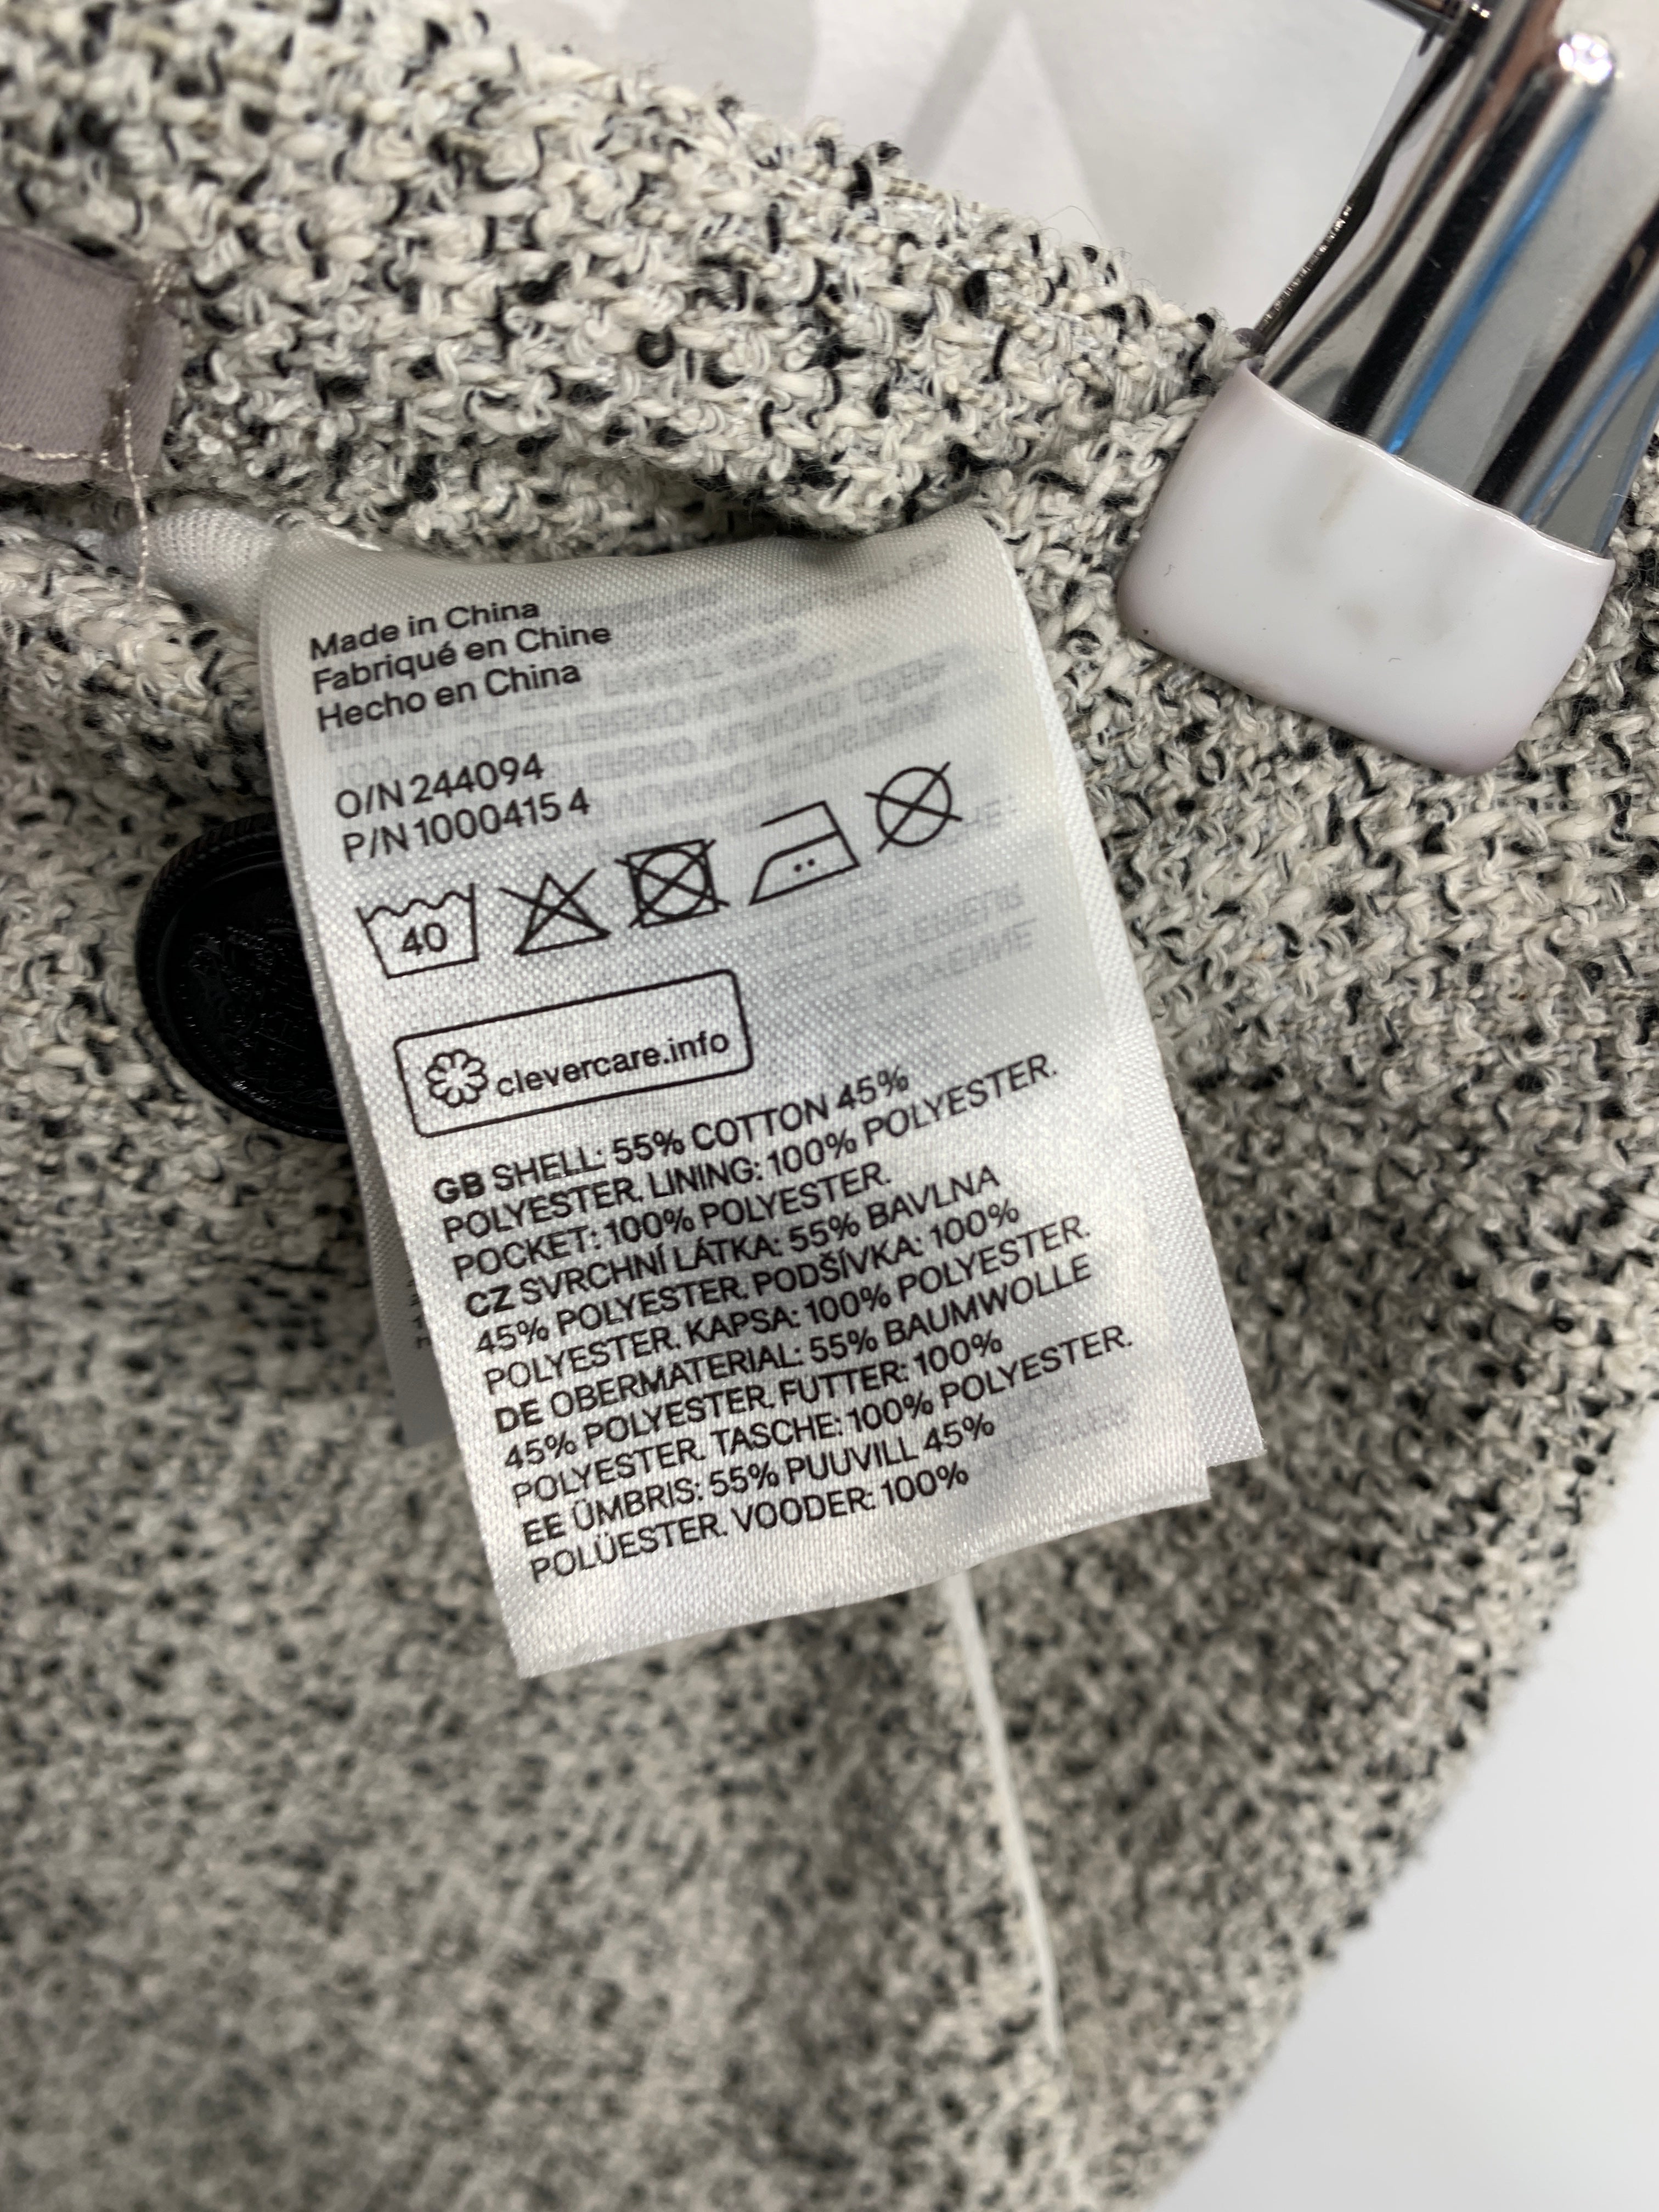 Made in China
Fabriqué en Chine
Hecho en China
O/N 244094
P/N 1000415 4
40
clevercare.info
GB SHELL: 55% COTTON 45%
POLYESTER. LINING: 100% POLYESTER.
POCKET: 100% POLYESTER.
CZ SVRCHNÍ LÁTKA: 55% BAVLNA
45% POLYESTER. PODŠÍVKA: 100%
POLYESTER. KAPSA: 100% POLYESTER.
DE OBERMATERIAL: 55% BAUMWOLLE
45% POLYESTER. FUTTER: 100%
POLYESTER. TASCHE: 100% POLYESTER.
EE ÜMBRIS: 55% PUUVILL 45%
POLÜESTER. VOODER: 100%